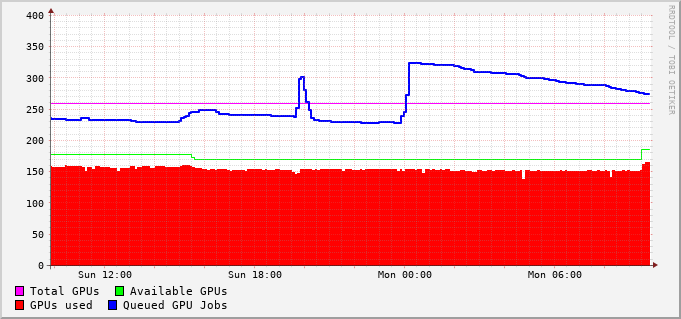 400
350
300
250
200
150
100
50
0
Sun 12:00 Sun 18:00 Mon 00:00 Mon 06:00
Total GPUs Available GPUs
GPUs used Queued GPU Jobs
RRDTOOL / TOBI OETIKER